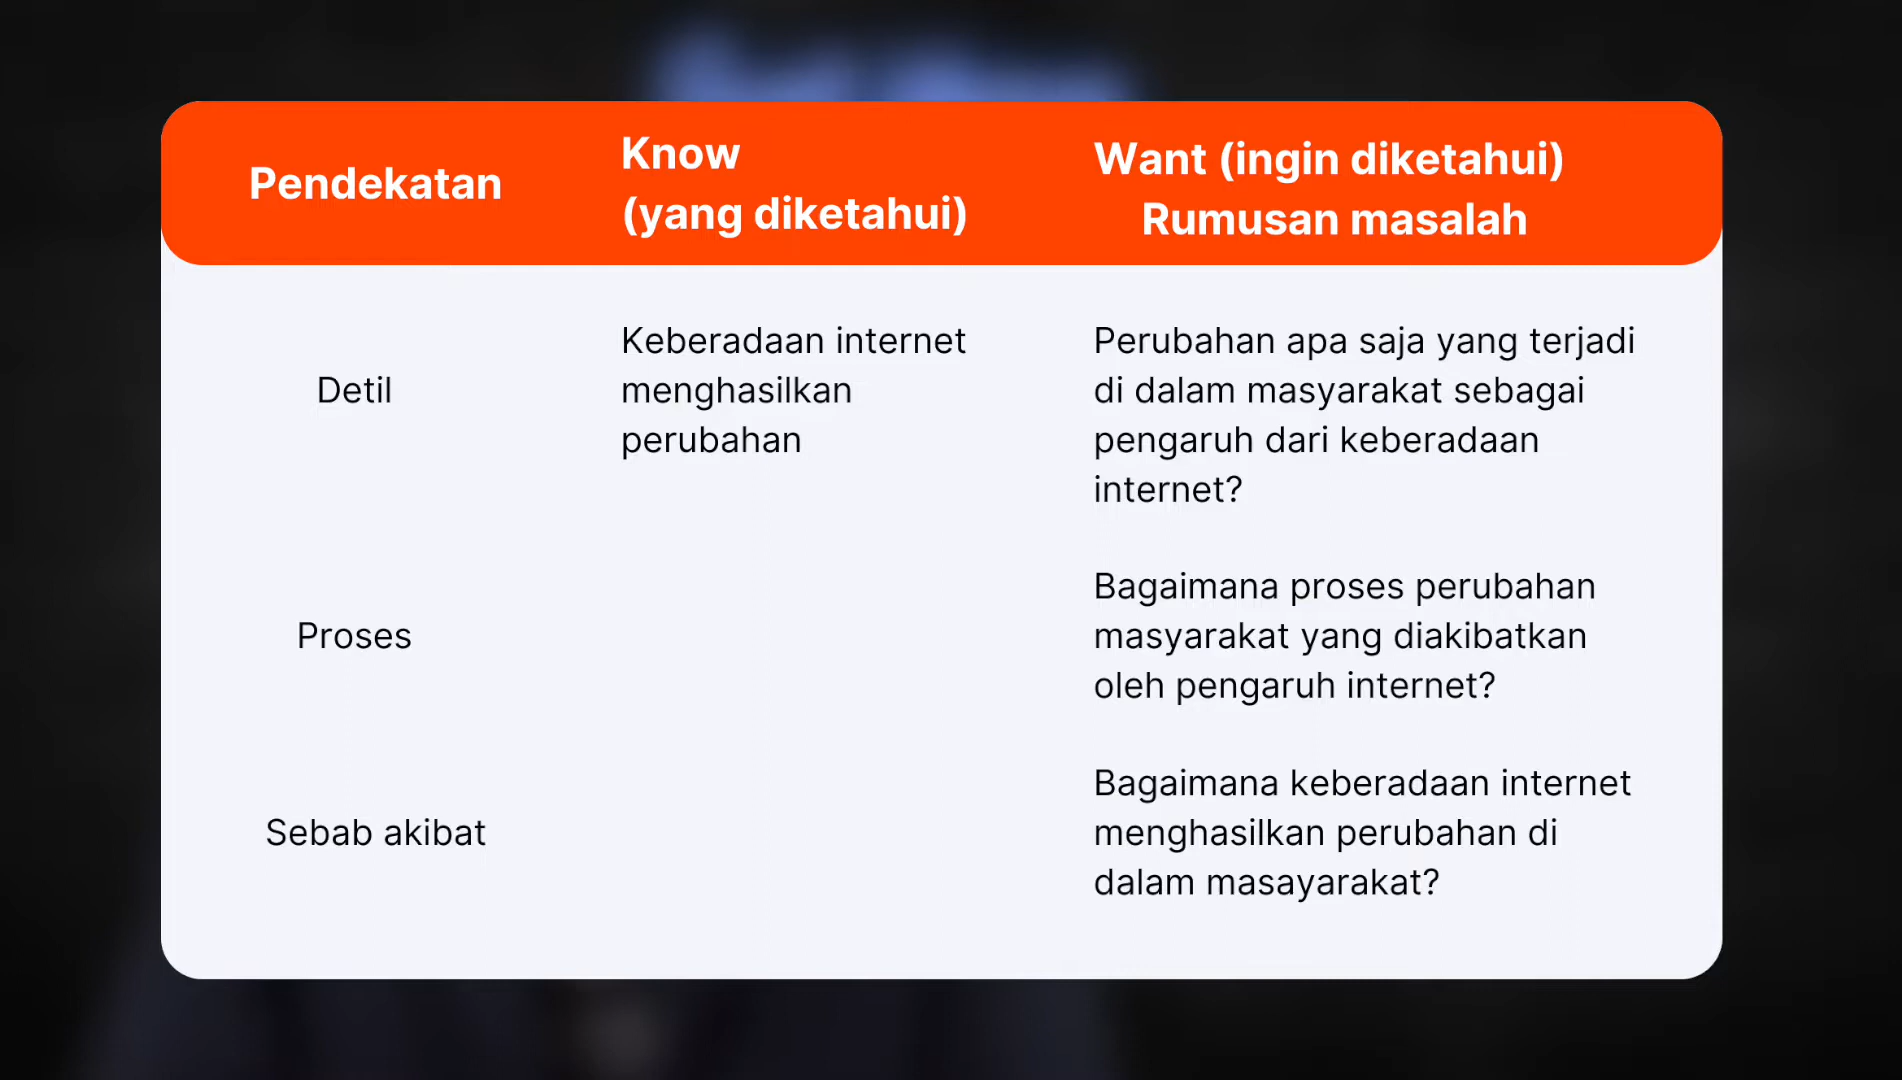 Pendekatan
Know
(yang diketahui)
Want (ingin diketahui)
Rumusan masalah
Detil
Keberadaan internet
menghasilkan
perubahan
Perubahan apa saja yang terjadi
di dalam masyarakat sebagai
pengaruh dari keberadaan
internet?
Proses
Bagaimana proses perubahan
masyarakat yang diakibatkan
oleh pengaruh internet?
Sebab akibat
Bagaimana keberadaan internet
menghasilkan perubahan di
dalam masayarakat?